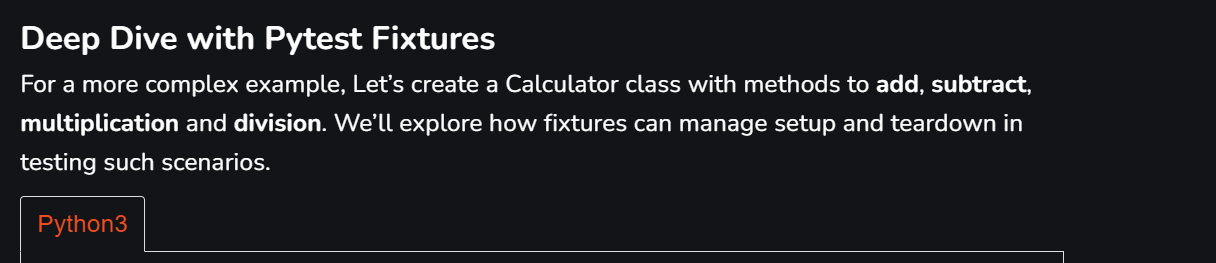 Deep Dive with Pytest Fixtures
For a more complex example, Let’s create a Calculator class with methods to add, subtract,
multiplication and division. We’ll explore how fixtures can manage setup and teardown in
testing such scenarios.
Python3